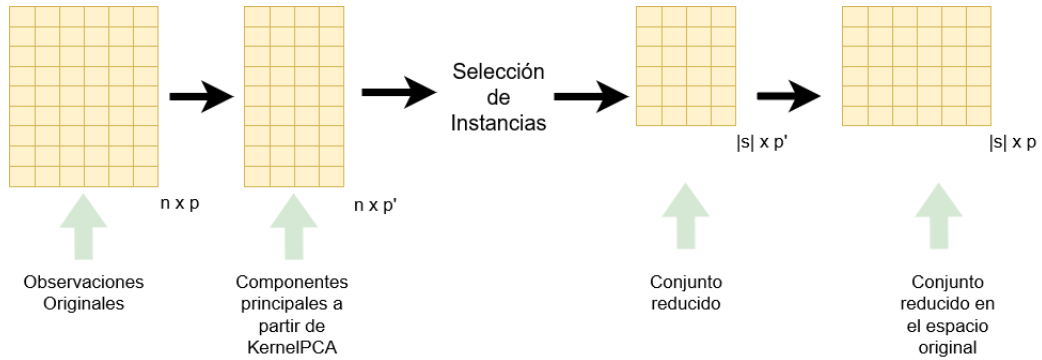 Selección
de
Instancias
n x p
n x p'
|s| x p'
|s| x p
Observaciones
Originales
Componentes
principales a
partir de
KernelPCA
Conjunto
reducido
Conjunto
reducido en
el espacio
original